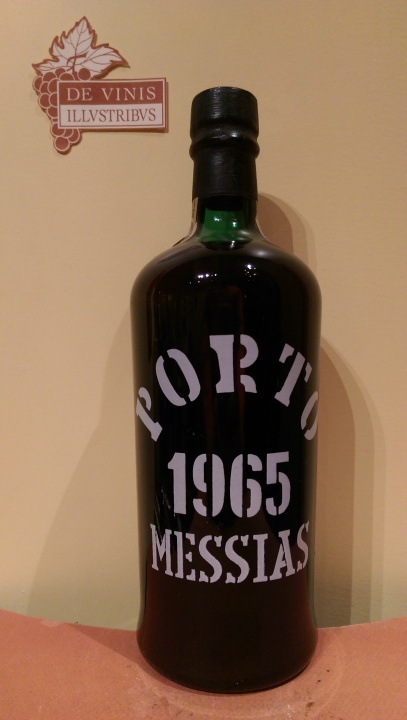 DE VINIS
ILLVSTRIBVS
PORTO
1965
MESSIAS